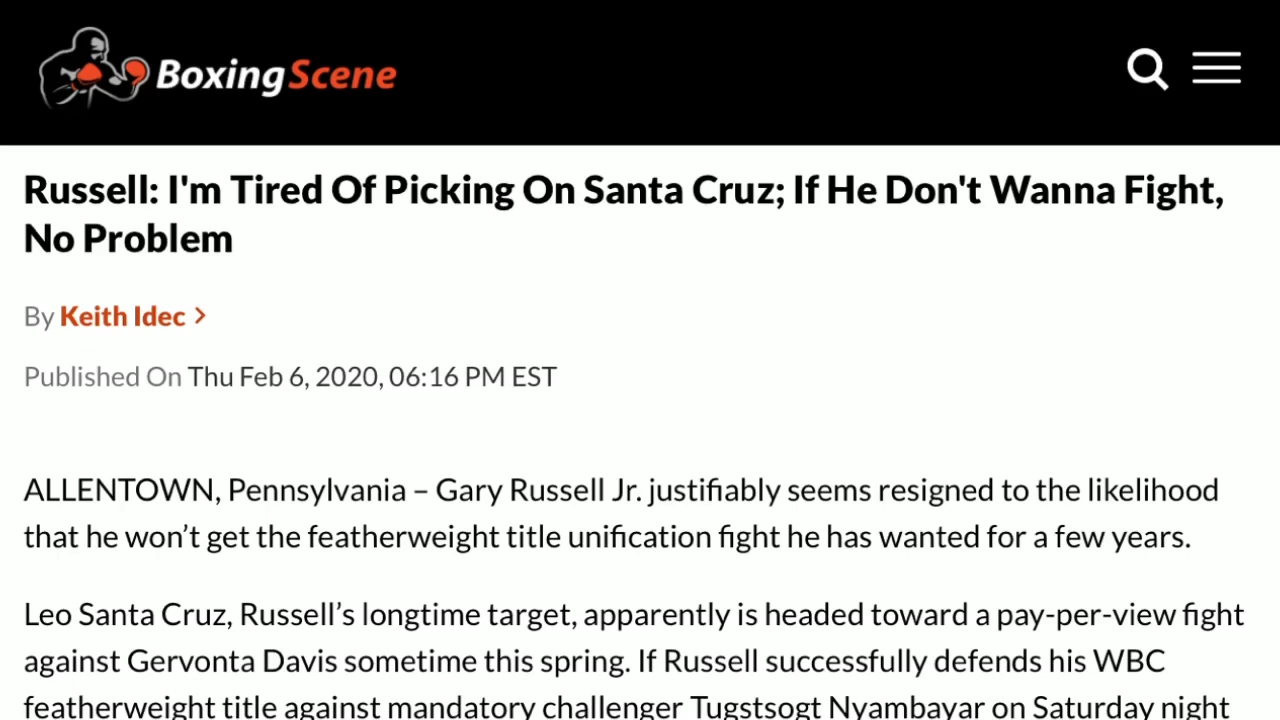 BoxingScene
Russell: I'm Tired Of Picking On Santa Cruz; If He Don't Wanna Fight,
No Problem
By Keith Idec >
Published On Thu Feb 6, 2020, 06:16 PM EST
ALLENTOWN, Pennsylvania – Gary Russell Jr. justifiably seems resigned to the likelihood
that he won’t get the featherweight title unification fight he has wanted for a few years.
Leo Santa Cruz, Russell’s longtime target, apparently is headed toward a pay-per-view fight
against Gervonta Davis sometime this spring. If Russell successfully defends his WBC
featherweight title against mandatory challenger Tugstsogt Nyambayar on Saturday night